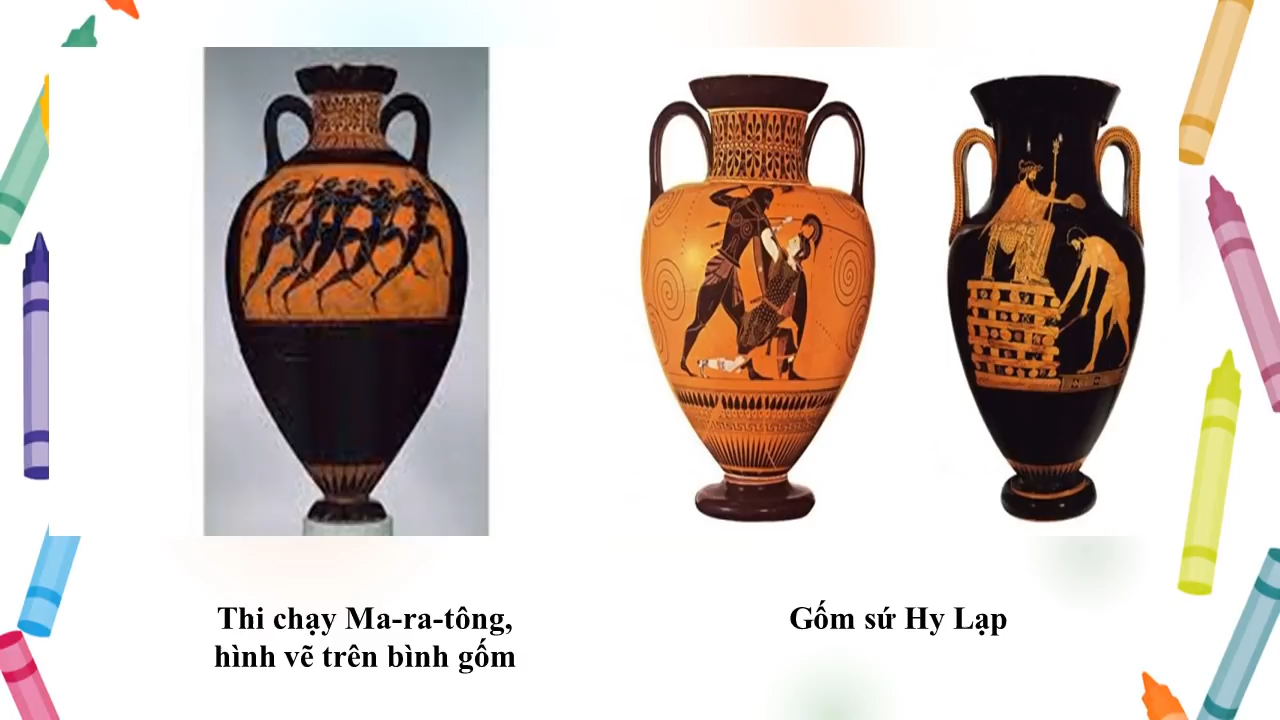 Thi chạy Ma-ra-tông,
hình vẽ trên bình gốm
Gốm sứ Hy Lạp